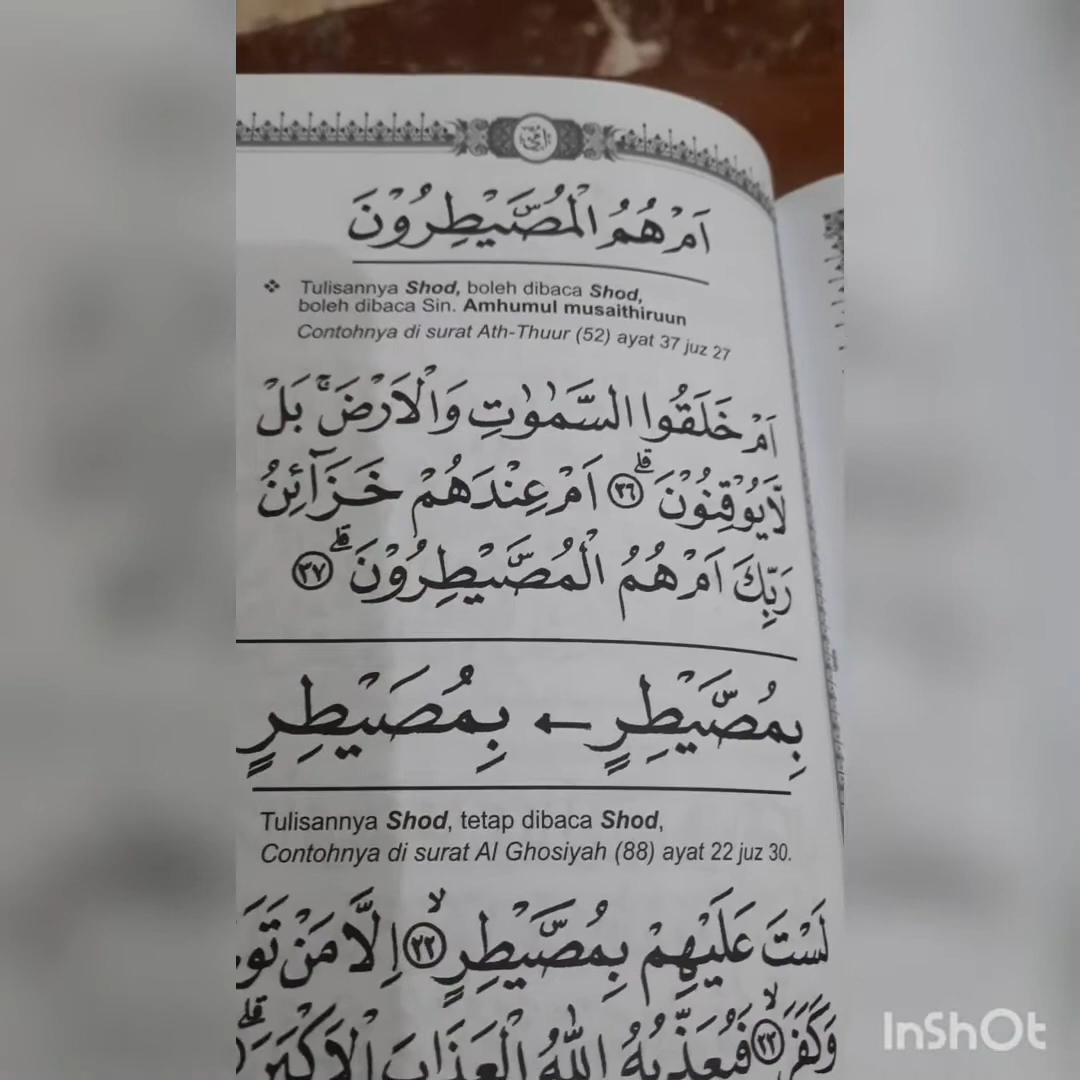 اَمْ هُمُ الْمُصَۣيْطِرُوْنَ
❖ Tulisannya Shod, boleh dibaca Shod,
boleh dibaca Sin. Amhumul musaithiruun
Contohnya di surat Ath-Thuur (52) ayat 37 juz 27
اَمْ خَلَقُوا السَّمٰوٰتِ وَالْاَرْضَۚ بَلْ
لَّا يُوْقِنُوْنَۗ ٣٦ اَمْ عِنْدَهُمْ خَزَاۤئِنُ
رَبِّكَ اَمْ هُمُ الْمُصَۣيْطِرُوْنَۗ ٣٧
بِمُصَۣيْطِرٍ ← بِمُصَيْطِرٍ
Tulisannya Shod, tetap dibaca Shod,
Contohnya di surat Al Ghosiyah (88) ayat 22 juz 30.
لَسْتَ عَلَيْهِمْ بِمُصَۣيْطِرٍۙ ٢٢ اِلَّا مَنْ
وَكَفَرَۙ ٢٣ فَيُعَذِّبُهُ اللّٰهُ الْعَذَابَ الْاَكْبَرَۗ
InShOt